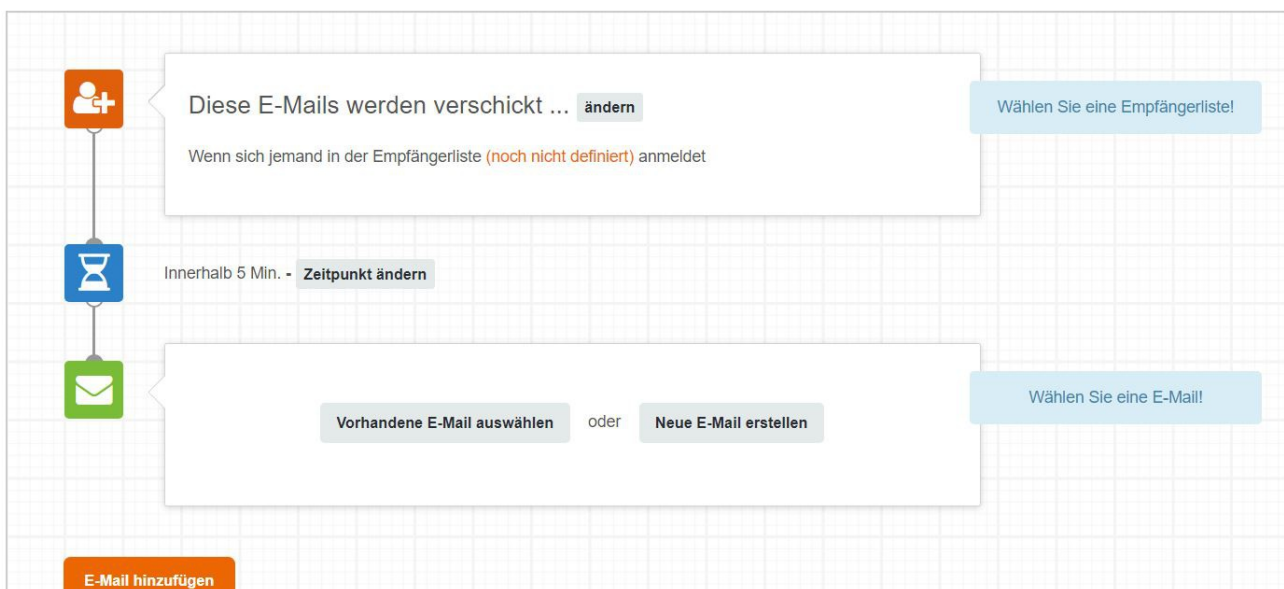 Diese E-Mails werden verschickt ... ändern
Wählen Sie eine Empfängerliste!
Wenn sich jemand in der Empfängerliste (noch nicht definiert) anmeldet
Innerhalb 5 Min. - Zeitpunkt ändern
Wählen Sie eine E-Mail!
Vorhandene E-Mail auswählen oder Neue E-Mail erstellen
E-Mail hinzufügen